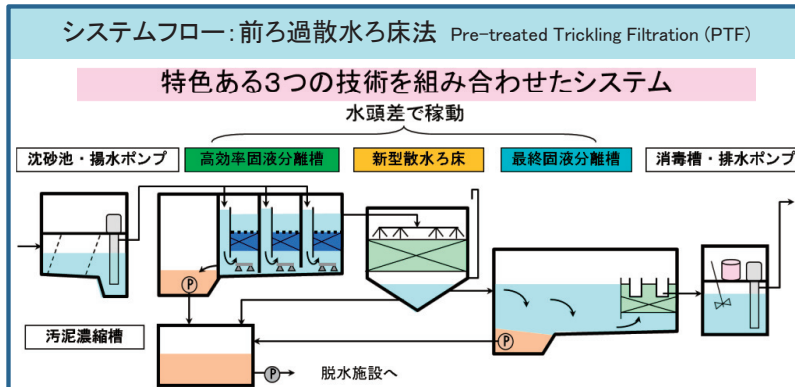 システムフロー：前ろ過散水ろ床法 Pre-treated Trickling Filtration (PTF)
特色ある3つの技術を組み合わせたシステム
水頭差で稼動
沈砂池・揚水ポンプ
高効率固液分離槽
新型散水ろ床
最終固液分離槽
消毒槽・排水ポンプ
P
P
汚泥濃縮槽
P
脱水施設へ